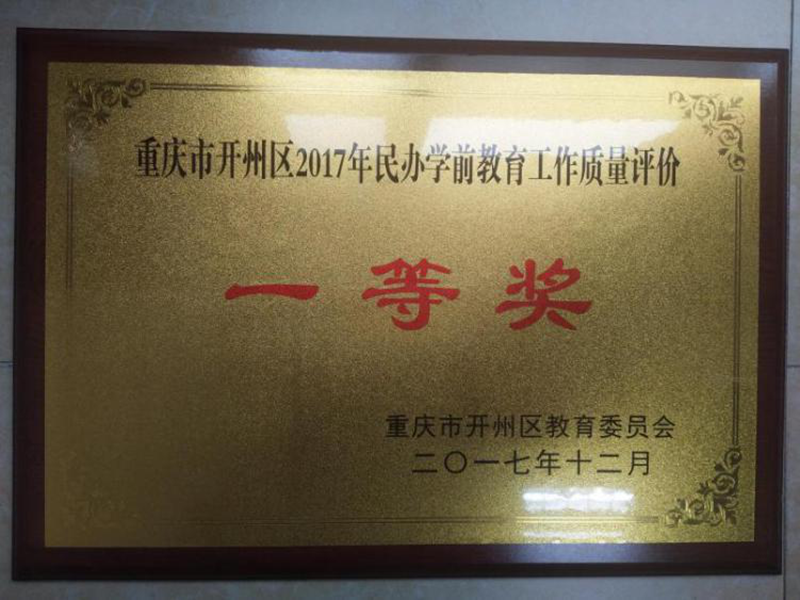 重庆市开州区2017年民办学前教育工作质量评价
一等奖
重庆市开州区教育委员会
二〇一七年十二月